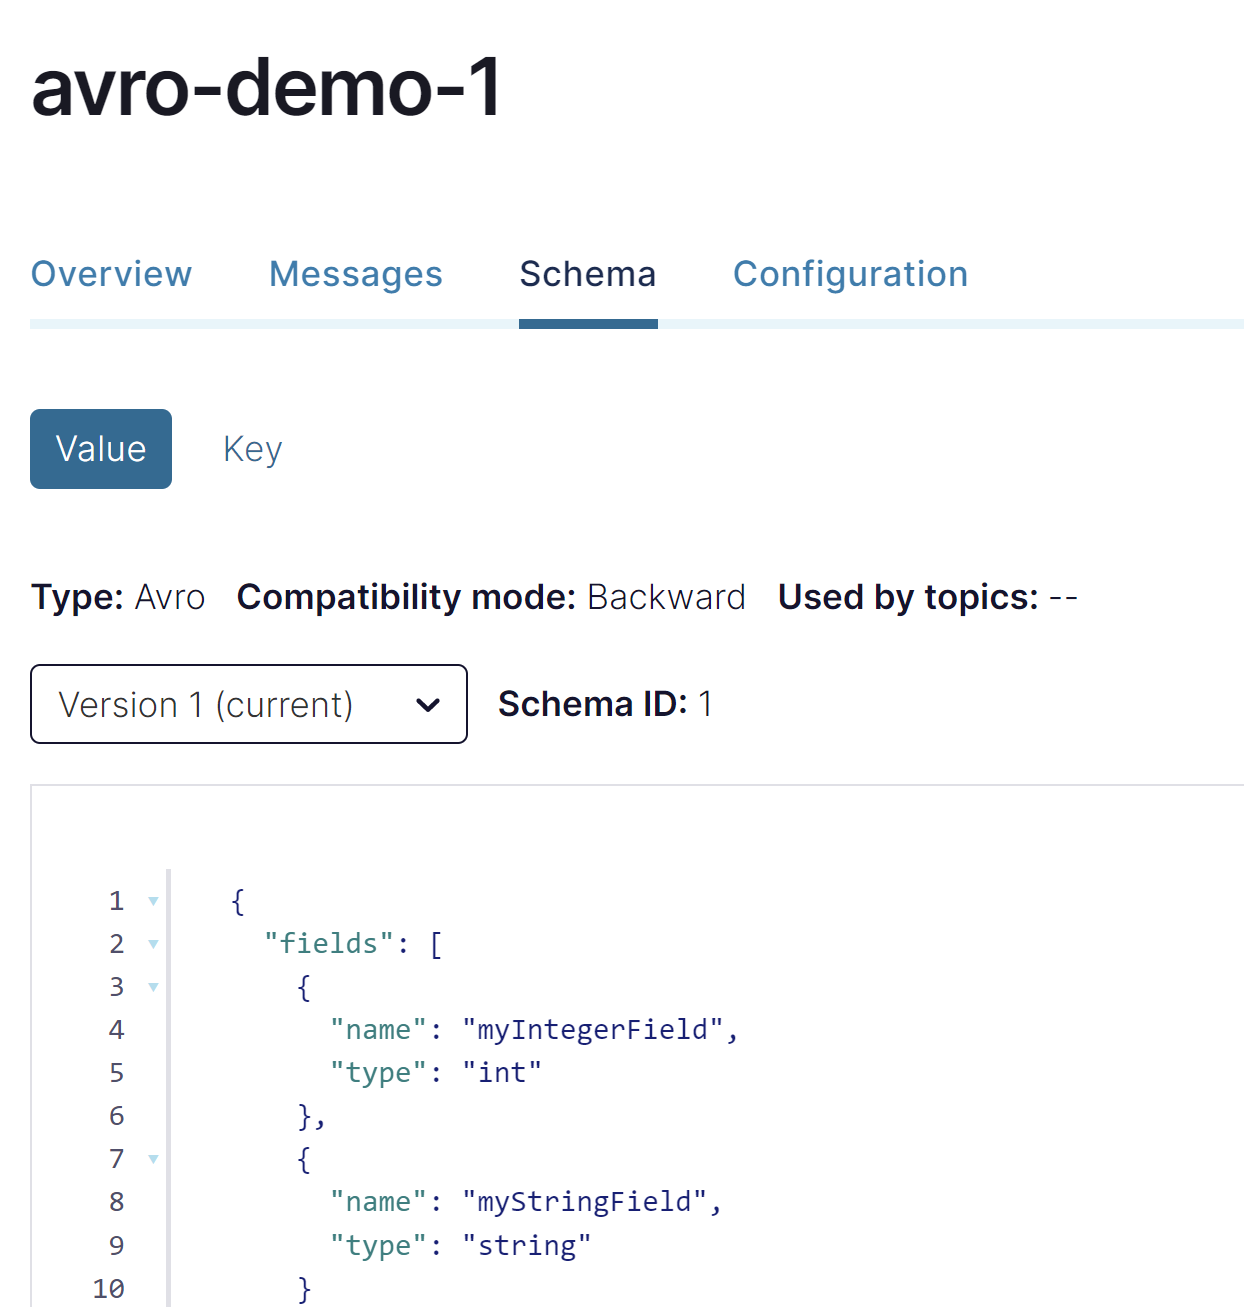 avro-demo-1
Overview Messages Schema Configuration
Value Key
Type: Avro Compatibility mode: Backward Used by topics: --
Version 1 (current) Schema ID: 1
1 {
2 "fields": [
3 {
4 "name": "myIntegerField",
5 "type": "int"
6 },
7 {
8 "name": "myStringField",
9 "type": "string"
10 }